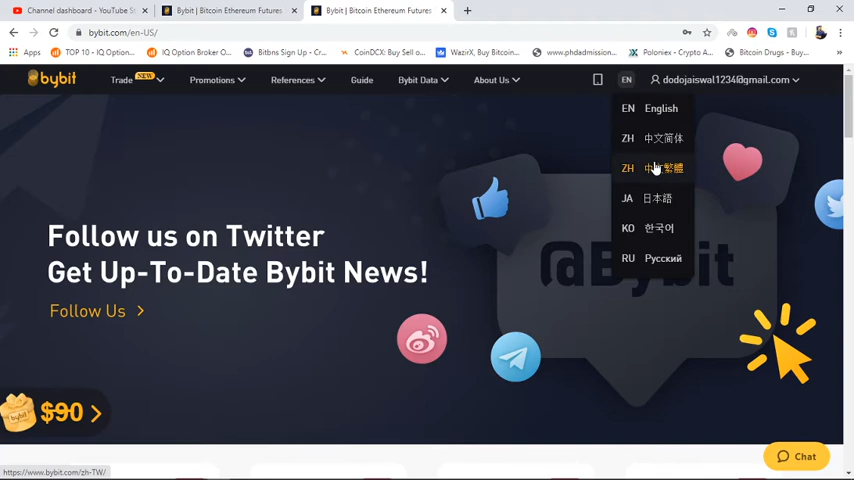 Channel dashboard - YouTube St
Bybit | Bitcoin Ethereum Futures
Bybit | Bitcoin Ethereum Futures
bybit.com/en-US/
Apps
TOP 10 - IQ Option...
IQ Option Broker O...
Bitbns Sign Up - Cr...
CoinDCX: Buy Sell o...
WazirX, Buy Bitcoin...
www.phdadmission...
Poloniex - Crypto A...
Bitcoin Drugs - Buy...
bybit
Trade NEW
Promotions
References
Guide
Bybit Data
About Us
EN
dodojaiswal1234@gmail.com
EN English
ZH 中文简体
ZH 中文繁體
JA 日本語
KO 한국어
RU Русский
Follow us on Twitter
Get Up-To-Date Bybit News!
Follow Us
@Bybit
bybit
$90
Chat
https://www.bybit.com/zh-TW/